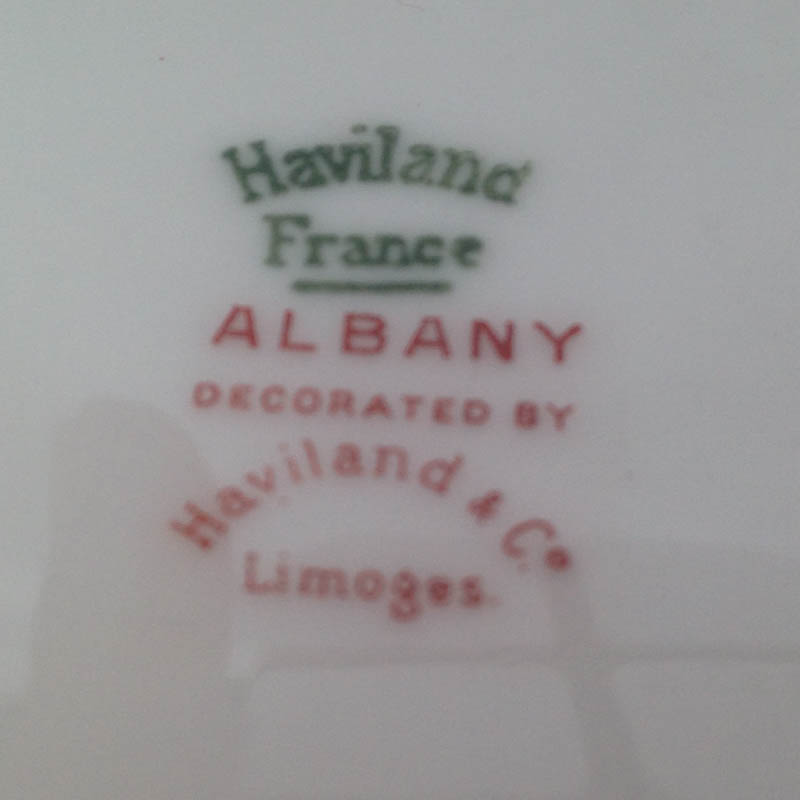 Haviland
France
ALBANY
DECORATED BY
Haviland & Co
Limoges.